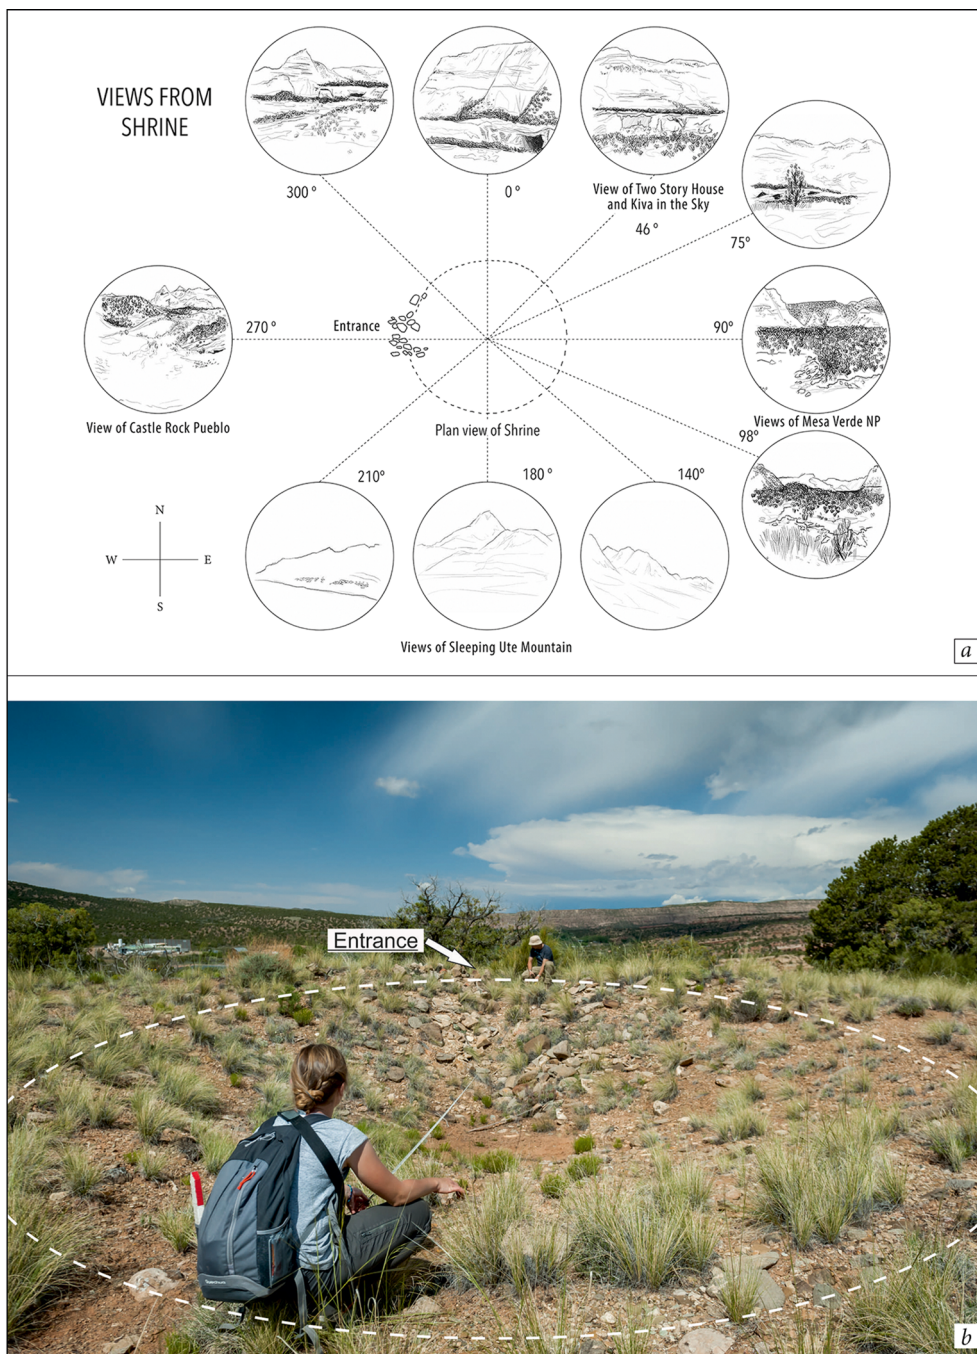 VIEWS FROM
SHRINE
300°
0°
View of Two Story House
and Kiva in the Sky
46°
75°
270°
Entrance
90°
View of Castle Rock Pueblo
Plan view of Shrine
Views of Mesa Verde NP
98°
210°
180°
140°
N
W
E
S
Views of Sleeping Ute Mountain
a
Entrance
b